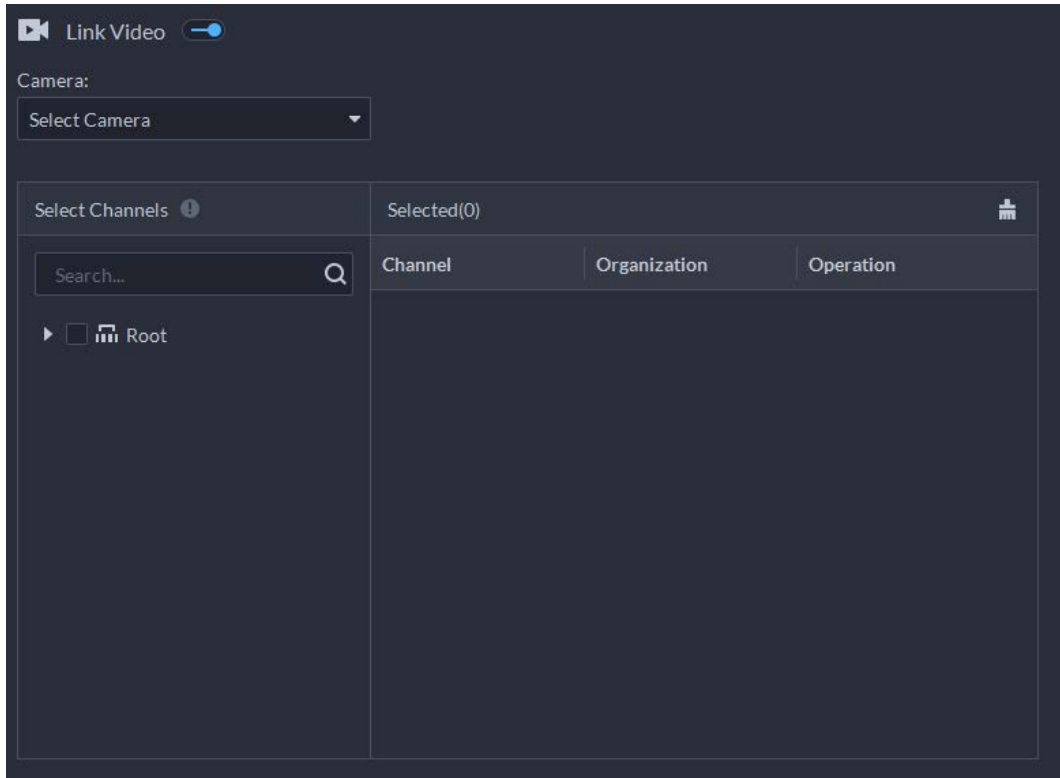 Link Video
Camera:
Select Camera
Select Channels
Selected(0)
Search...
Channel Organization Operation
Root